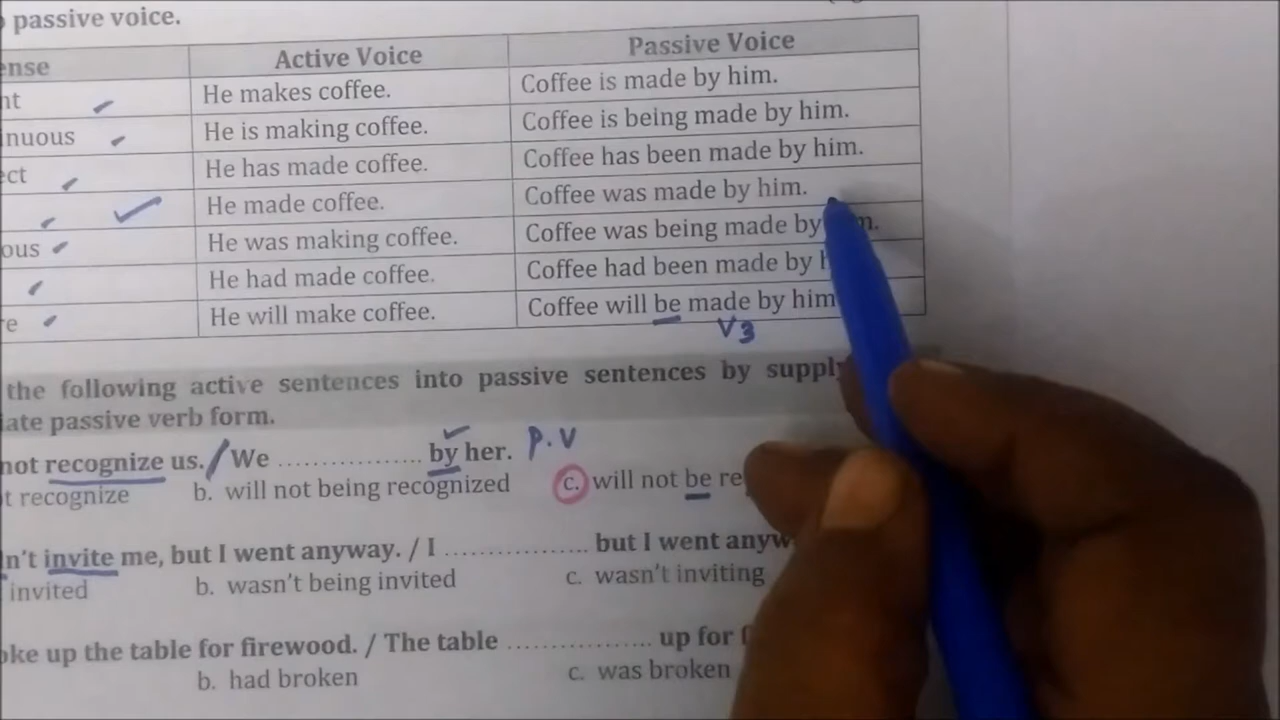 passive voice.
ense Active Voice Passive Voice
nt He makes coffee. Coffee is made by him.
nuous He is making coffee. Coffee is being made by him.
ect He has made coffee. Coffee has been made by him.
He made coffee. Coffee was made by him.
ous He was making coffee. Coffee was being made by m.
He had made coffee. Coffee had been made by
re He will make coffee. Coffee will be made by him
V3
the following active sentences into passive sentences by supply
iate passive verb form.
not recognize us. / We ................ by her. P.V
t recognize b. will not being recognized c. will not be re
n't invite me, but I went anyway. / I ................ but I went anyw
invited b. wasn't being invited c. wasn't inviting
oke up the table for firewood. / The table ................ up for
b. had broken c. was broken